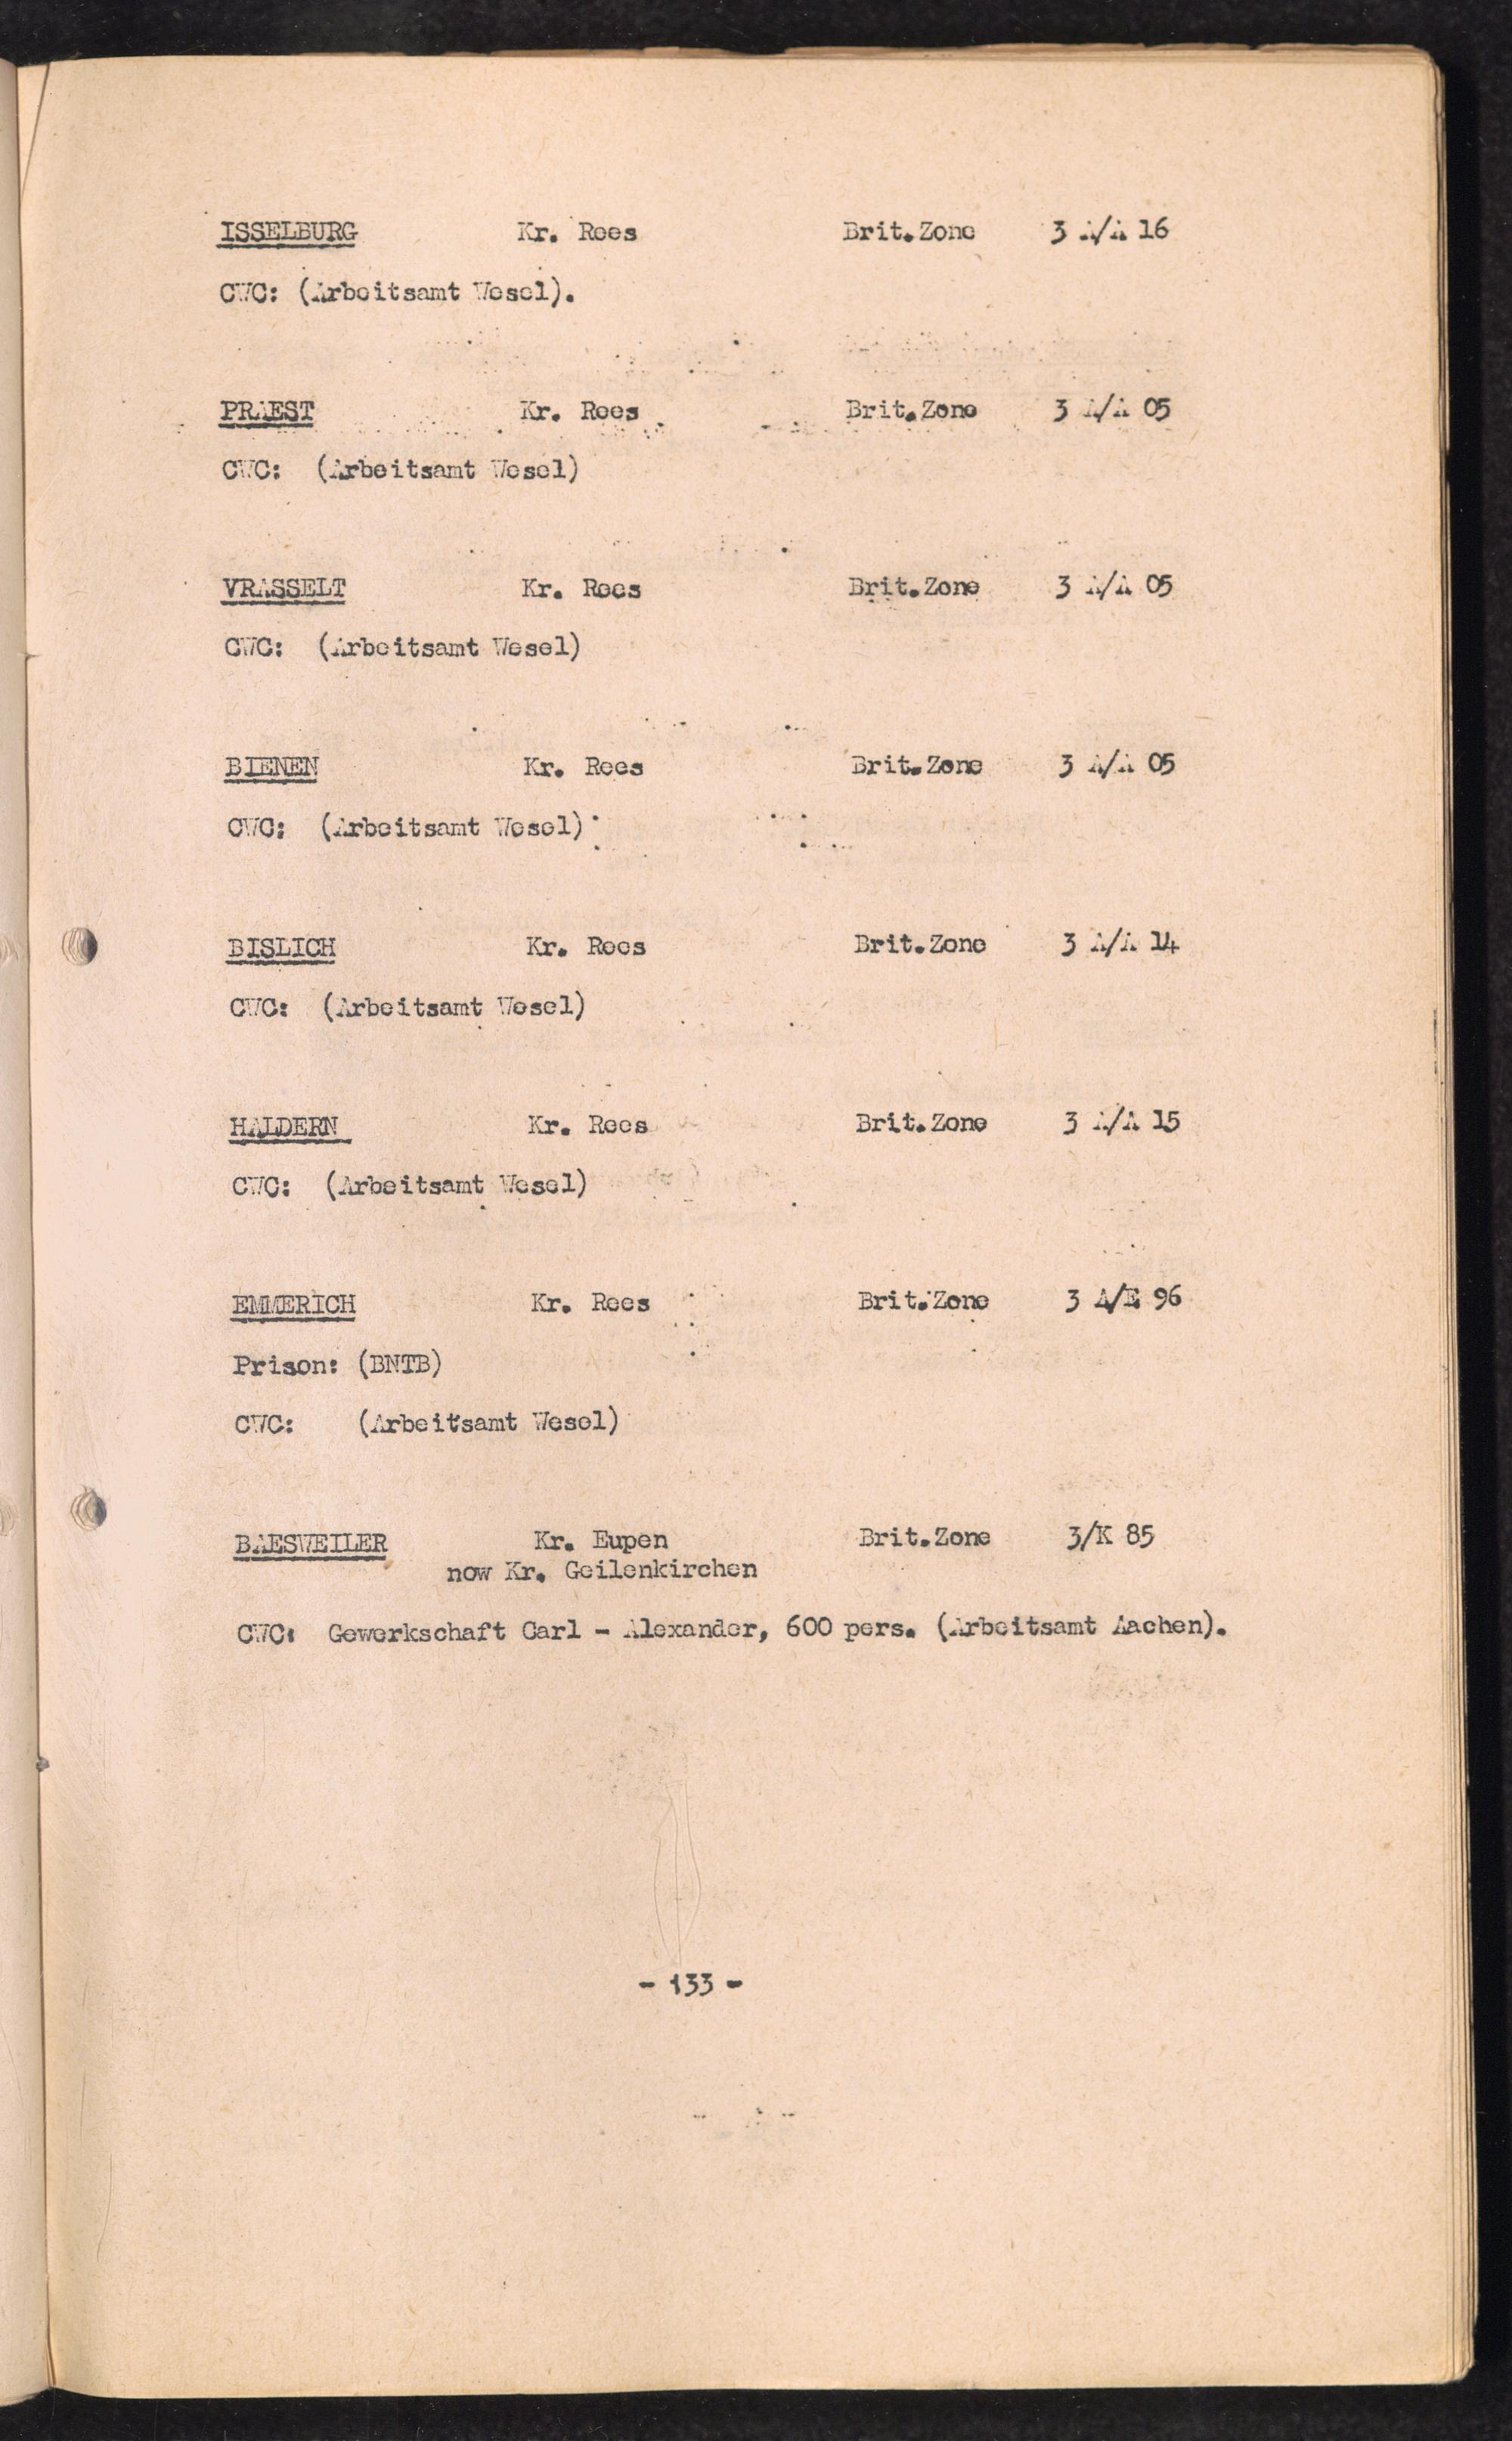 ISSELBURG Kr. Rees Brit.Zone 3 A/A 16
CWC: (Arbeitsamt Wesel).
PRAEST Kr. Rees Brit.Zone 3 A/A 05
CWC: (Arbeitsamt Wesel)
VRASSELT Kr. Rees Brit.Zone 3 A/A 05
CWC: (Arbeitsamt Wesel)
BIENEN Kr. Rees Brit.Zone 3 A/A 05
CWC: (Arbeitsamt Wesel)
BISLICH Kr. Rees Brit.Zone 3 A/A 14
CWC: (Arbeitsamt Wesel)
HALDERN Kr. Rees Brit.Zone 3 A/A 15
CWC: (Arbeitsamt Wesel)
EMMERICH Kr. Rees Brit.Zone 3 A/E 96
Prison: (BNTB)
CWC: (Arbeitsamt Wesel)
BAESWEILER Kr. Eupen Brit.Zone 3/K 85
now Kr. Geilenkirchen
CWC: Gewerkschaft Carl - Alexander, 600 pers. (Arbeitsamt Aachen).
- 133 -